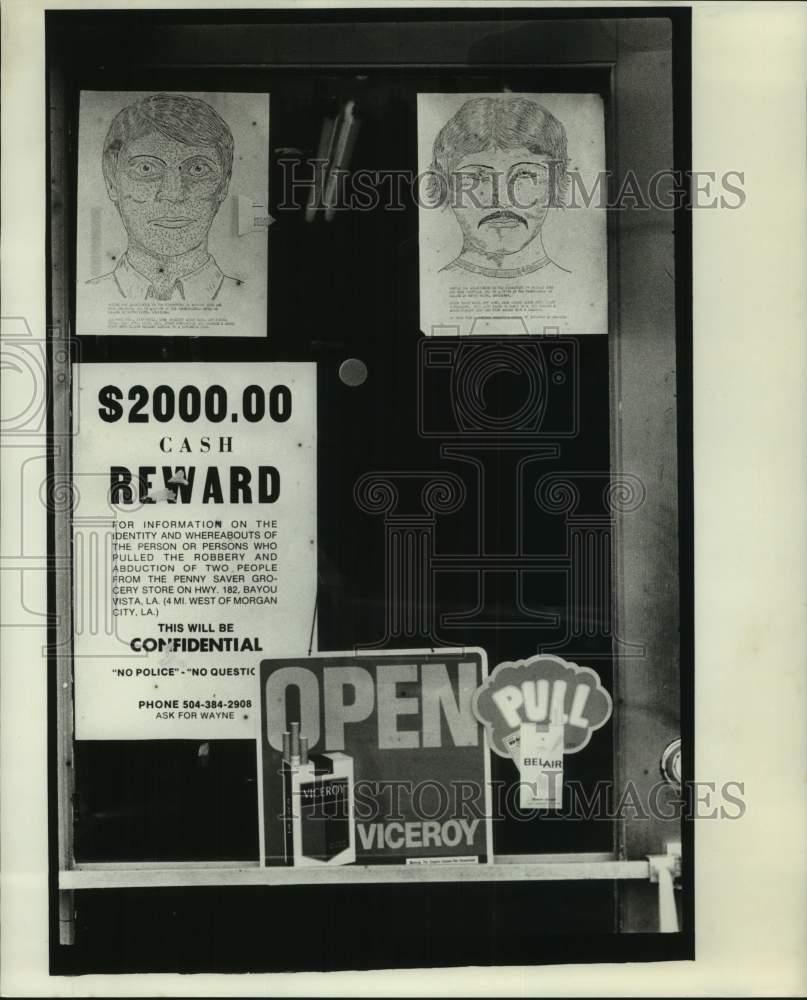 HISTORIC IMAGES
$2000.00
CASH
REWARD
FOR INFORMATION ON THE
IDENTITY AND WHEREABOUTS OF
THE PERSON OR PERSONS WHO
PULLED THE ROBBERY AND
ABDUCTION OF TWO PEOPLE
FROM THE PENNY SAVER GRO-
CERY STORE ON HWY. 182, BAYOU
VISTA, LA. (4 MI. WEST OF MORGAN
CITY, LA.)
THIS WILL BE
CONFIDENTIAL
"NO POLICE" - "NO QUESTIO
PHONE 504-384-2908
ASK FOR WAYNE
OPEN
VICEROY
VICEROY
PULL
BELAIR
HISTORIC IMAGES